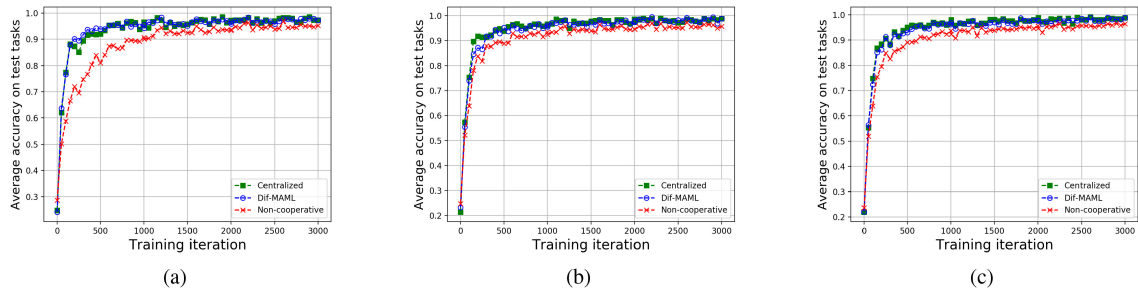 1.0
0.9
0.8
0.7
0.6
0.5
0.4
0.3
Average accuracy on test tasks
Centralized
Dif-MAML
Non-cooperative
0 500 1000 1500 2000 2500 3000
Training iteration
(a)
1.0
0.9
0.8
0.7
0.6
0.5
0.4
0.3
0.2
Average accuracy on test tasks
Centralized
Dif-MAML
Non-cooperative
0 500 1000 1500 2000 2500 3000
Training iteration
(b)
1.0
0.9
0.8
0.7
0.6
0.5
0.4
0.3
0.2
Average accuracy on test tasks
Centralized
Dif-MAML
Non-cooperative
0 500 1000 1500 2000 2500 3000
Training iteration
(c)